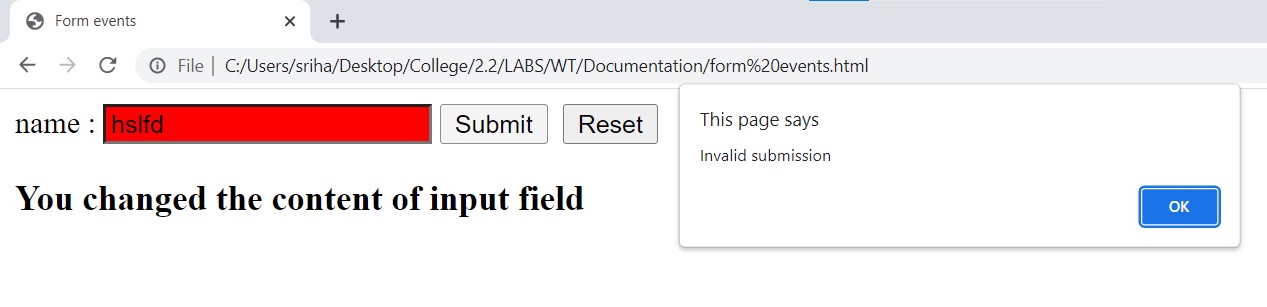 Form events
File | C:/Users/sriha/Desktop/College/2.2/LABS/WT/Documentation/form%20events.html
This page says
Invalid submission
OK
name : hslfd Submit Reset
You changed the content of input field